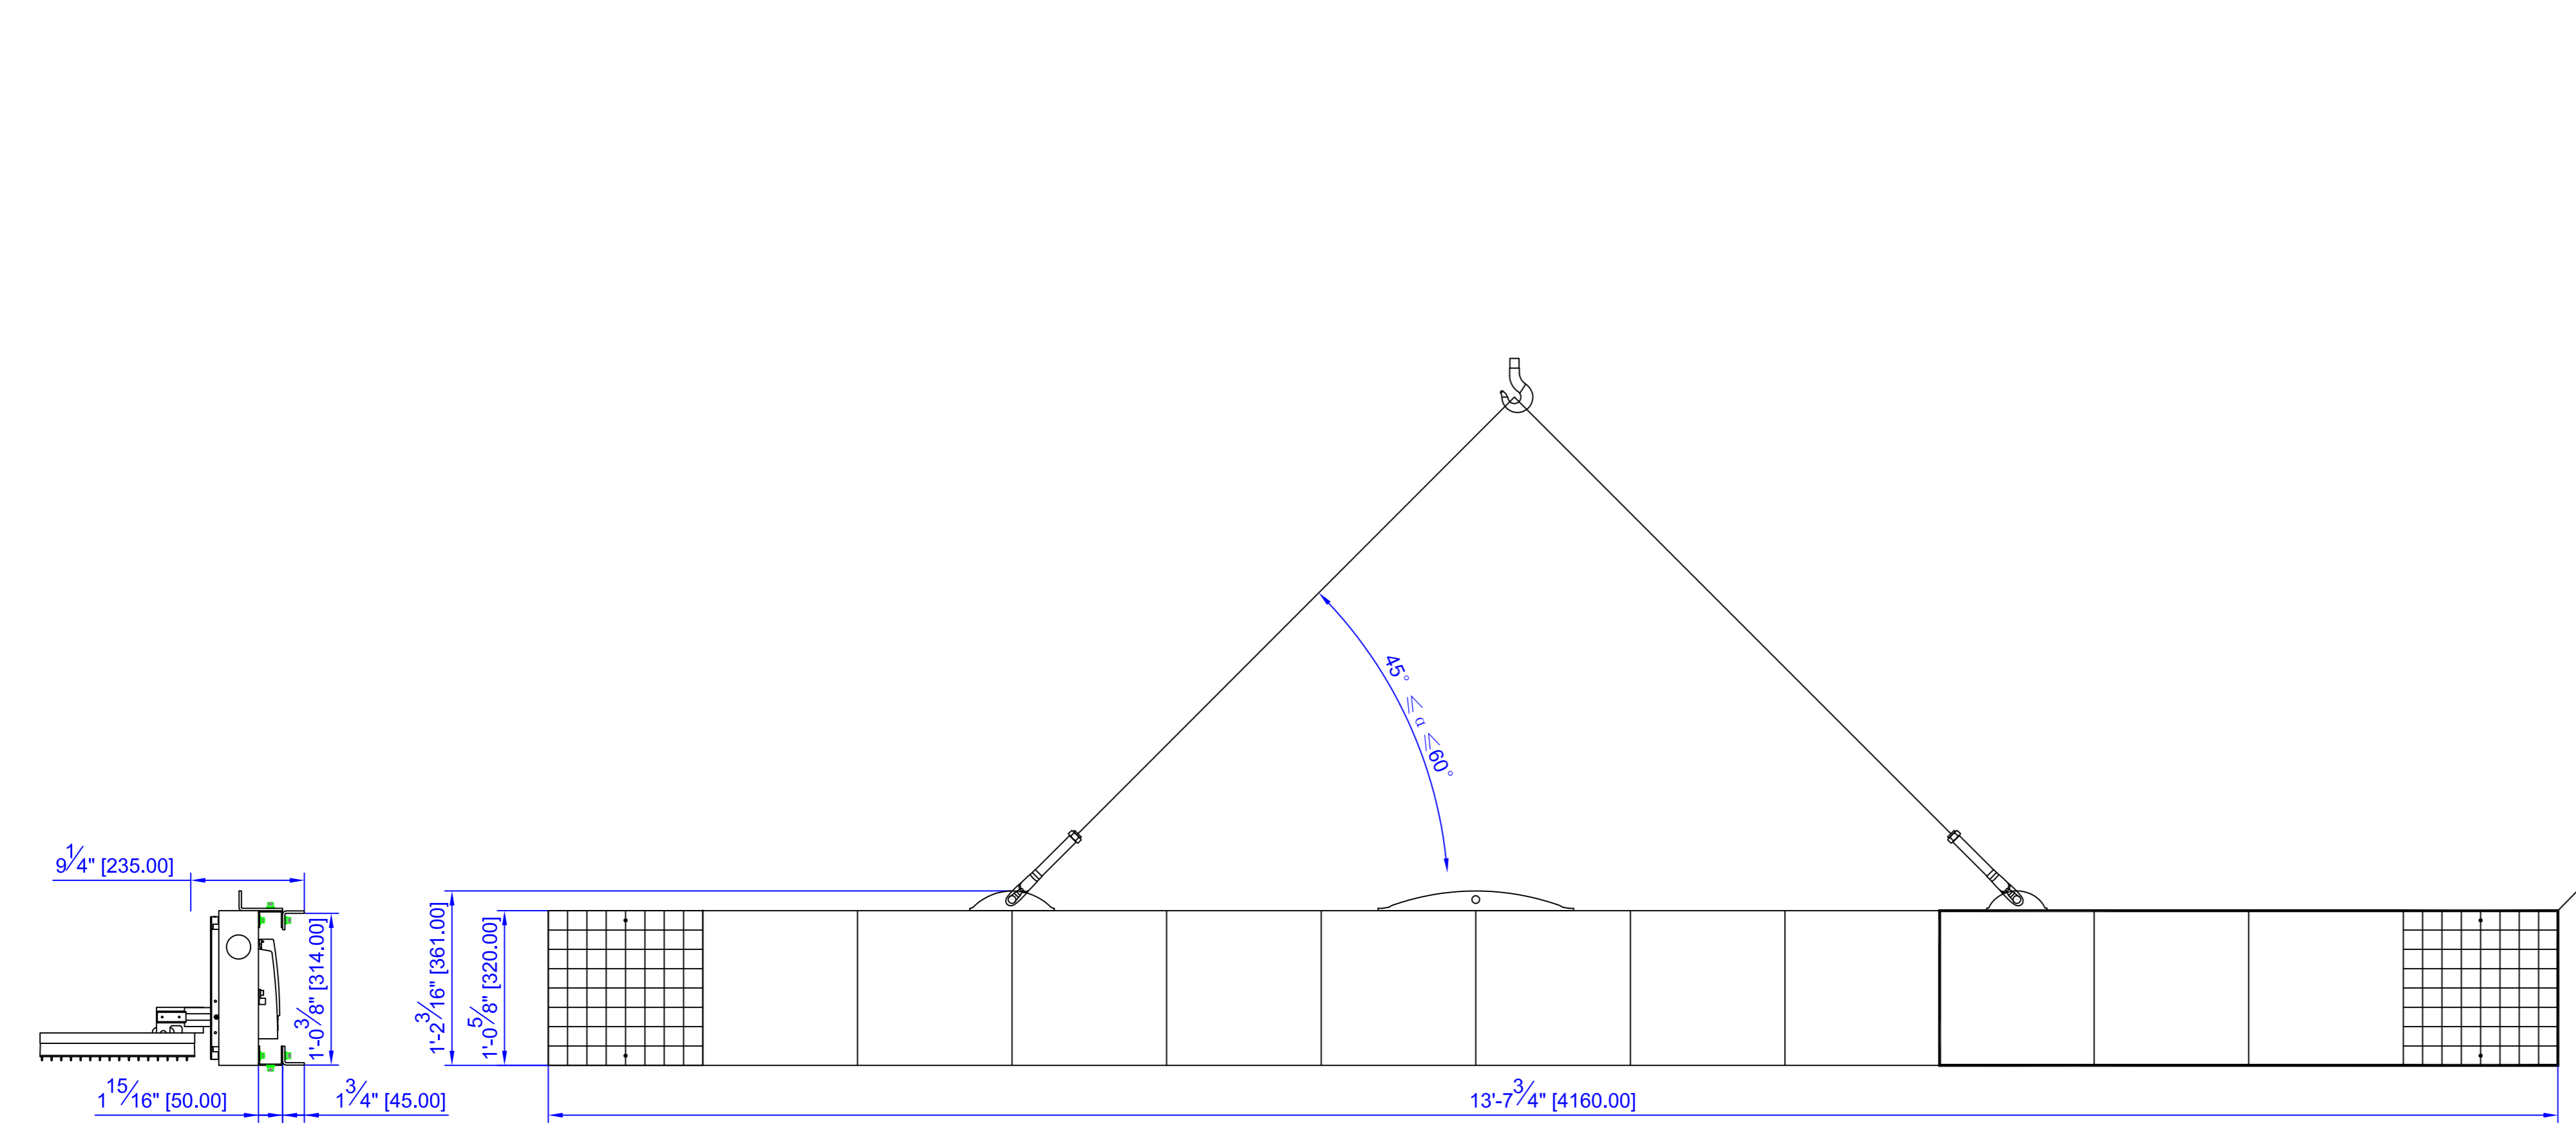 45° ≤ α ≤60°
9 1/4" [235.00]
1'-0 3/8" [314.00]
1'-2 3/16" [361.00]
1'-0 5/8" [320.00]
1 15/16" [50.00]
1 3/4" [45.00]
13'-7 3/4" [4160.00]